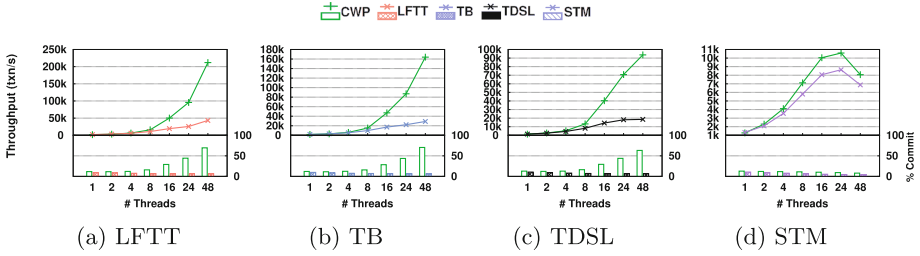 CWP LFTT TB TDSL STM
Throughput (txn/s)
250k
200k
150k
100k
50k
0
100
50
0
1 2 4 8 16 24 48
# Threads
(a) LFTT
180k
160k
140k
120k
100k
80k
60k
40k
20k
0
100
50
0
1 2 4 8 16 24 48
# Threads
(b) TB
100k
90k
80k
70k
60k
50k
40k
30k
20k
10k
0
100
50
0
1 2 4 8 16 24 48
# Threads
(c) TDSL
11k
10k
9k
8k
7k
6k
5k
4k
3k
2k
1k
100
50
0
% Commit
1 2 4 8 16 24 48
# Threads
(d) STM